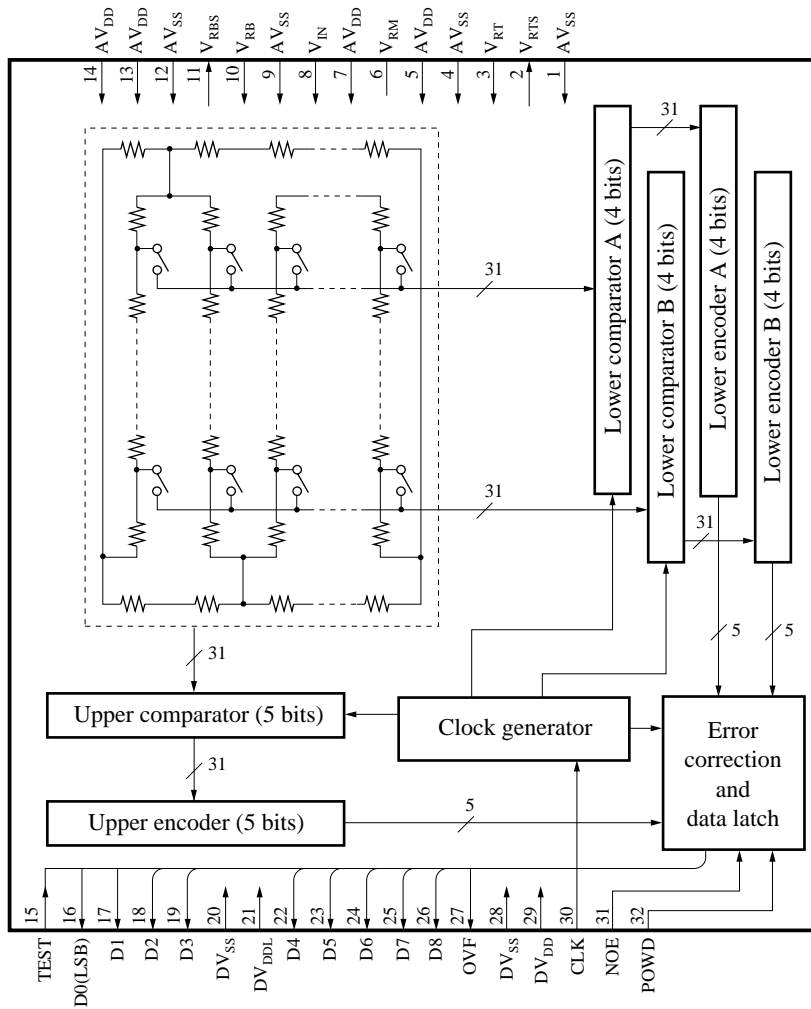 AVDD
AVDD
AVSS
VRBS
VRB
AVSS
VIN
AVDD
VRM
AVDD
AVSS
VRT
VRTS
AVSS
14
13
12
11
10
9
8
7
6
5
4
3
2
1
31
31
31
31
Lower comparator A (4 bits)
Lower comparator B (4 bits)
Lower encoder A (4 bits)
Lower encoder B (4 bits)
31
5
5
Upper comparator (5 bits)
Clock generator
Error
correction
and
data latch
31
Upper encoder (5 bits)
5
15
16
17
18
19
20
21
22
23
24
25
26
27
28
29
30
31
32
TEST
D0(LSB)
D1
D2
D3
DVSS
DVDDL
D4
D5
D6
D7
D8
OVF
DVSS
DVDD
CLK
NOE
POWD